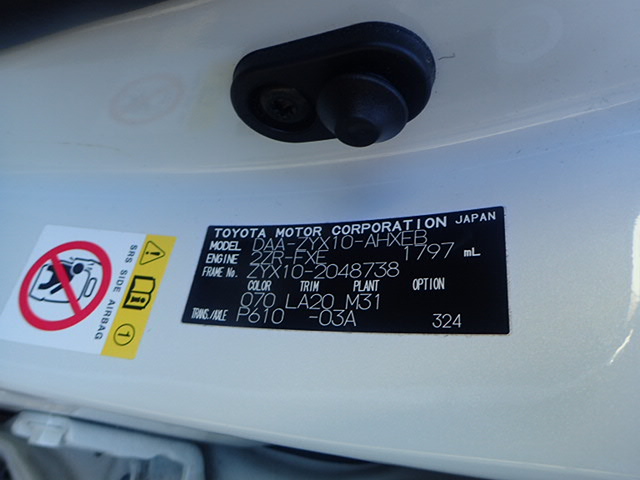 TOYOTA MOTOR CORPORATION JAPAN
MODEL DAA-ZYX10-AHXEB
ENGINE 2ZR-FXE 1797 mL
FRAME No. ZYX10-2048738
COLOR TRIM PLANT OPTION
070 LA20 M31
TRANS./AXLE P610 -03A 324
SRS SIDE AIRBAG
1